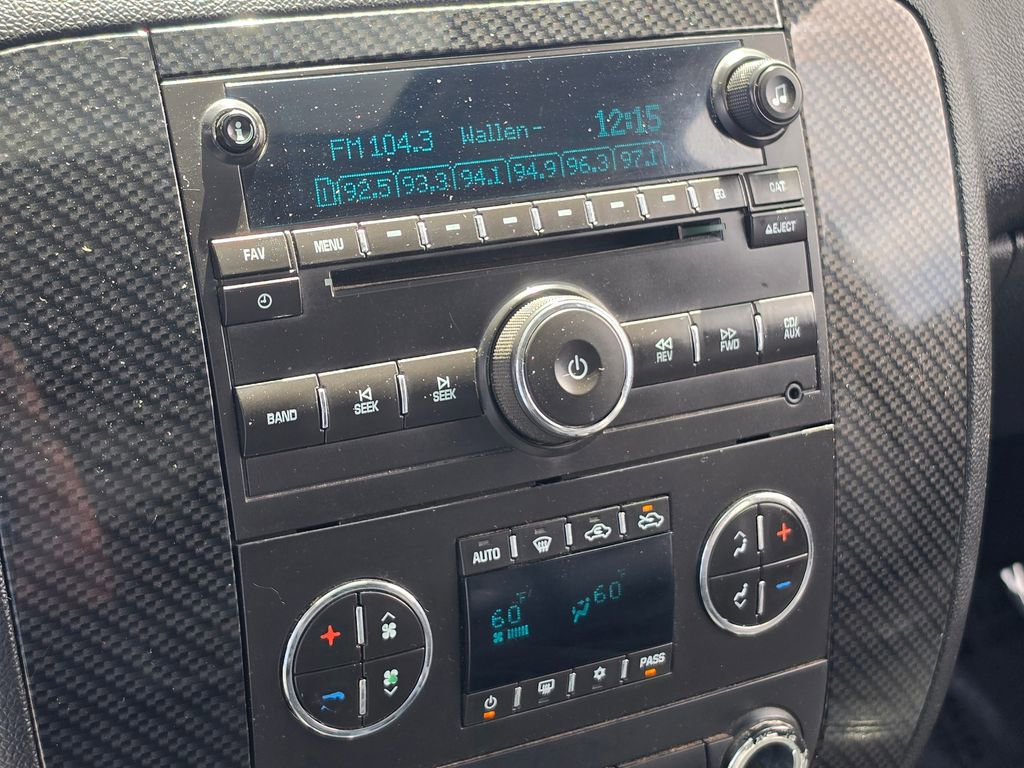 FM 104.3 Wallen- 12:15
1 92.5 93.3 94.1 94.9 96.3 97.1
FAV MENU EQ CAT
EJECT
BAND SEEK SEEK REV FWD CD/
AUX
AUTO
60°F 60
PASS